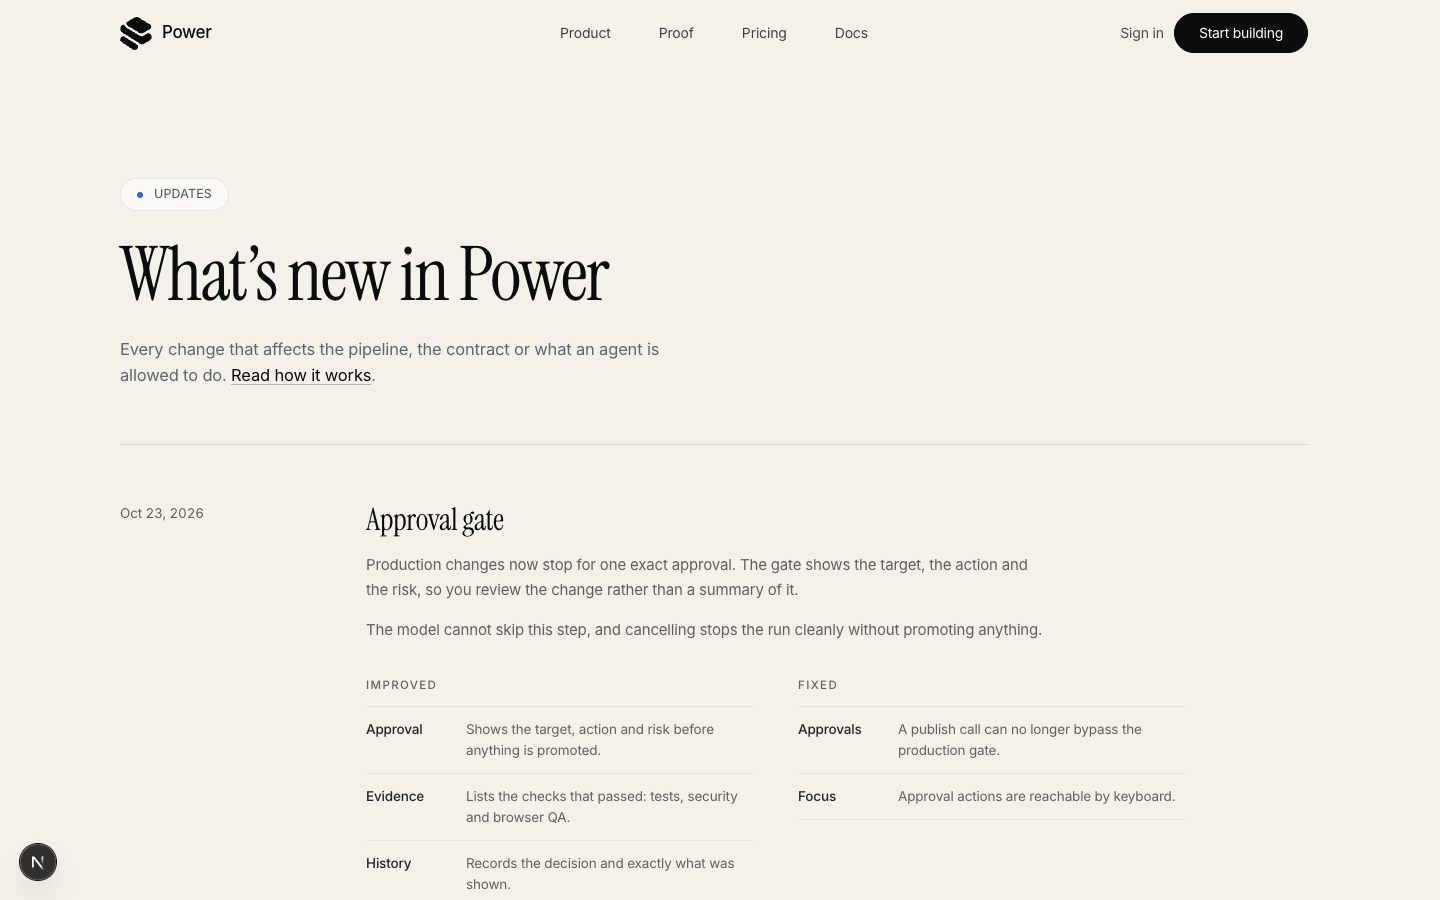 Power
Product
Proof
Pricing
Docs
Sign in
Start building
UPDATES
What’s new in Power
Every change that affects the pipeline, the contract or what an agent is
allowed to do. Read how it works.
Oct 23, 2026
Approval gate
Production changes now stop for one exact approval. The gate shows the target, the action and
the risk, so you review the change rather than a summary of it.
The model cannot skip this step, and cancelling stops the run cleanly without promoting anything.
IMPROVED
Approval
Shows the target, action and risk before
anything is promoted.
Evidence
Lists the checks that passed: tests, security
and browser QA.
History
Records the decision and exactly what was
shown.
FIXED
Approvals
A publish call can no longer bypass the
production gate.
Focus
Approval actions are reachable by keyboard.
N